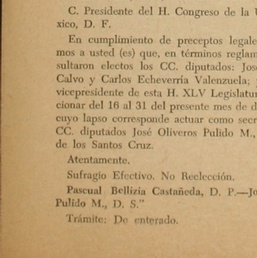 C. Presidente del H. Congreso de la U
xico, D. F.
En cumplimiento de preceptos legale
mos a usted (es) que, en términos reglam
sultaron electos los CC. diputados: Jos
Calvo y Carlos Echeverría Valenzuela;
vicepresidente de esta H. XLV Legislatur
cionar del 16 al 31 del presente mes de d
cuyo lapso corresponde actuar como secr
CC. diputados José Oliveros Pulido M.,
de los Santos Cruz.
Atentamente.
Sufragio Efectivo. No Reelección.
Pascual Bellizia Castañeda, D. P.—Jo
Pulido M., D. S."
Trámite: De enterado.